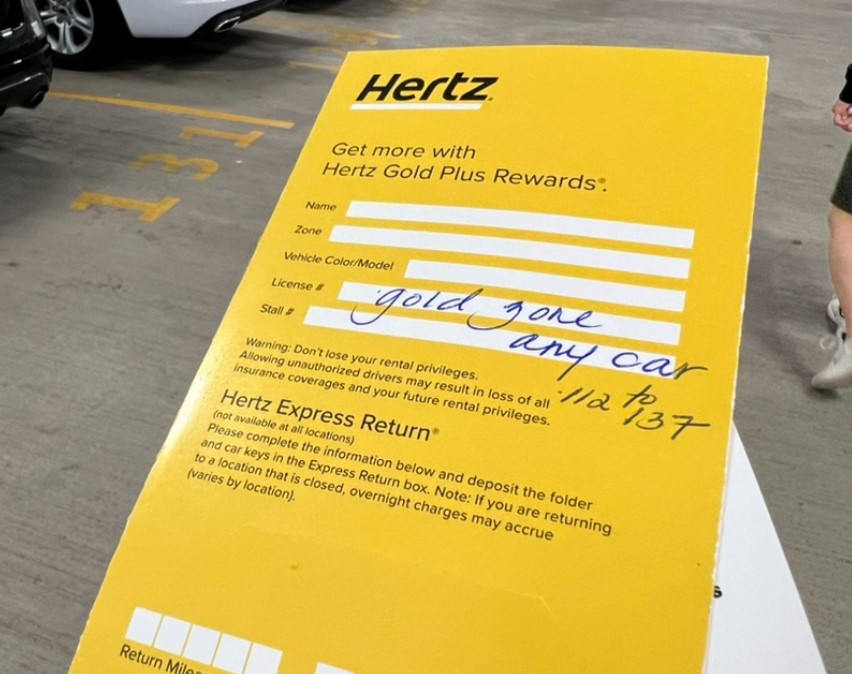 131
Hertz.
Get more with
Hertz Gold Plus Rewards®.
Name
Zone
Vehicle Color/Model
License #
gold zone
Stall #
any car
112 to
137
Warning: Don't lose your rental privileges.
Allowing unauthorized drivers may result in loss of all
insurance coverages and your future rental privileges.
Hertz Express Return®
(not available at all locations)
Please complete the information below and deposit the folder
and car keys in the Express Return box. Note: If you are returning
to a location that is closed, overnight charges may accrue
(varies by location).
Return